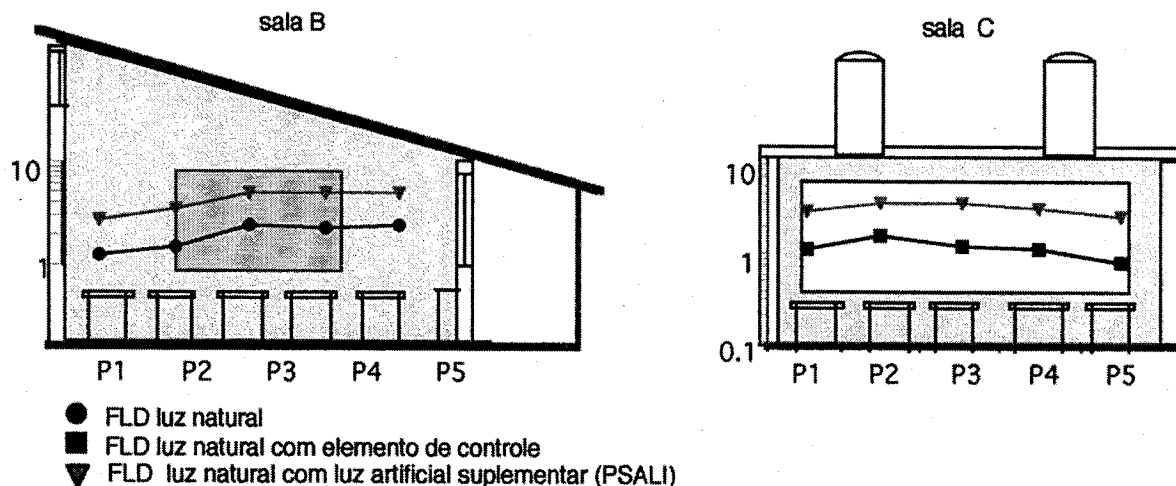 sala B
sala C
10
1
P1 P2 P3 P4 P5
10
1
0.1
P1 P2 P3 P4 P5
FLD luz natural
FLD luz natural com elemento de controle
FLD luz natural com luz artificial suplementar (PSALI)